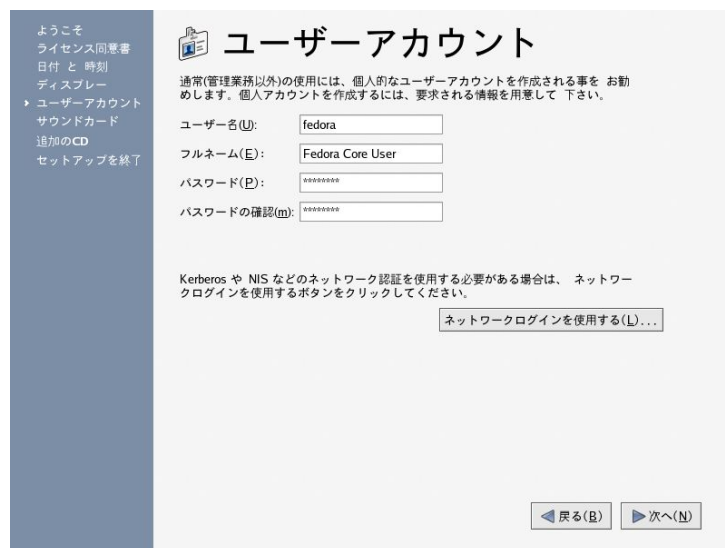 ようこそ
ライセンス同意書
日付 と 時刻
ディスプレー
ユーザーアカウント
サウンドカード
追加のCD
セットアップを終了
ユーザーアカウント
通常(管理業務以外)の使用には、個人的なユーザーアカウントを作成される事を お勧
めします。個人アカウントを作成するには、要求される情報を用意して 下さい。
ユーザー名(U): fedora
フルネーム(E): Fedora Core User
パスワード(P): ********
パスワードの確認(m): ********
Kerberos や NIS などのネットワーク認証を使用する必要がある場合は、 ネットワー
クログインを使用するボタンをクリックしてください。
ネットワークログインを使用する(L)...
戻る(B) 次へ(N)